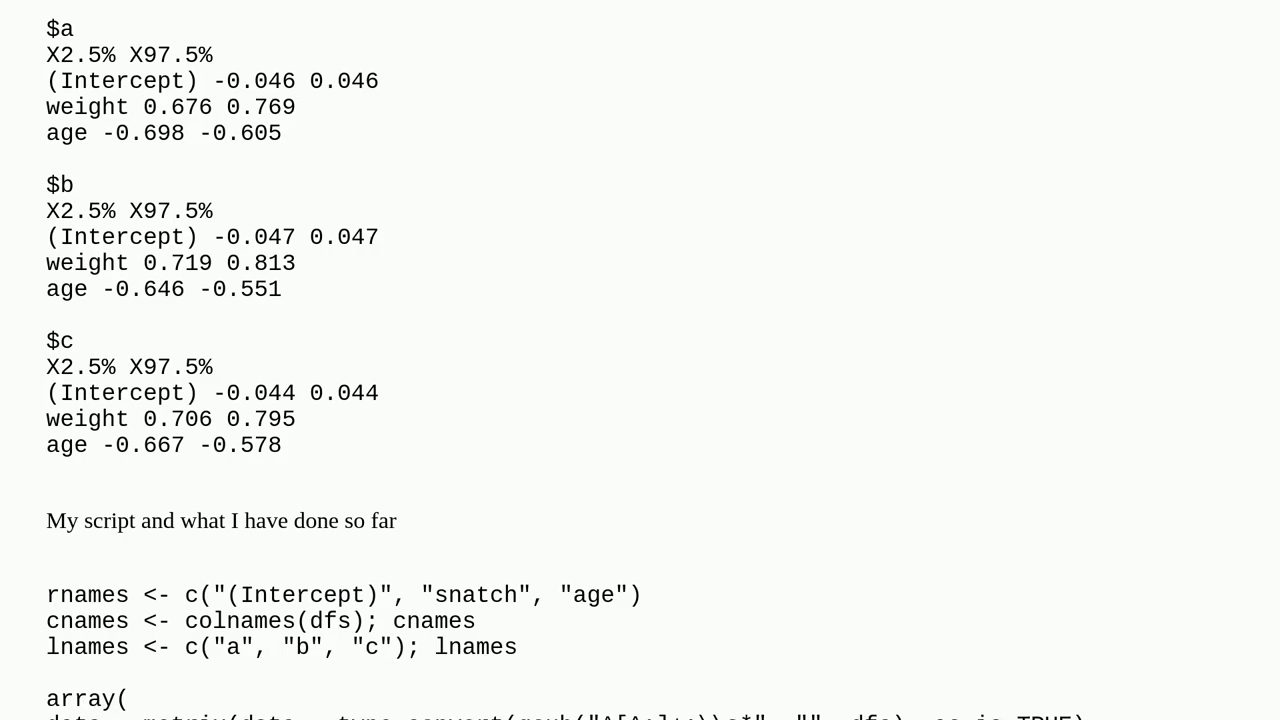 $a
X2.5% X97.5%
(Intercept) -0.046 0.046
weight 0.676 0.769
age -0.698 -0.605
$b
X2.5% X97.5%
(Intercept) -0.047 0.047
weight 0.719 0.813
age -0.646 -0.551
$c
X2.5% X97.5%
(Intercept) -0.044 0.044
weight 0.706 0.795
age -0.667 -0.578
My script and what I have done so far
rnames <- c("(Intercept)", "snatch", "age")
cnames <- colnames(dfs); cnames
lnames <- c("a", "b", "c"); lnames
array(